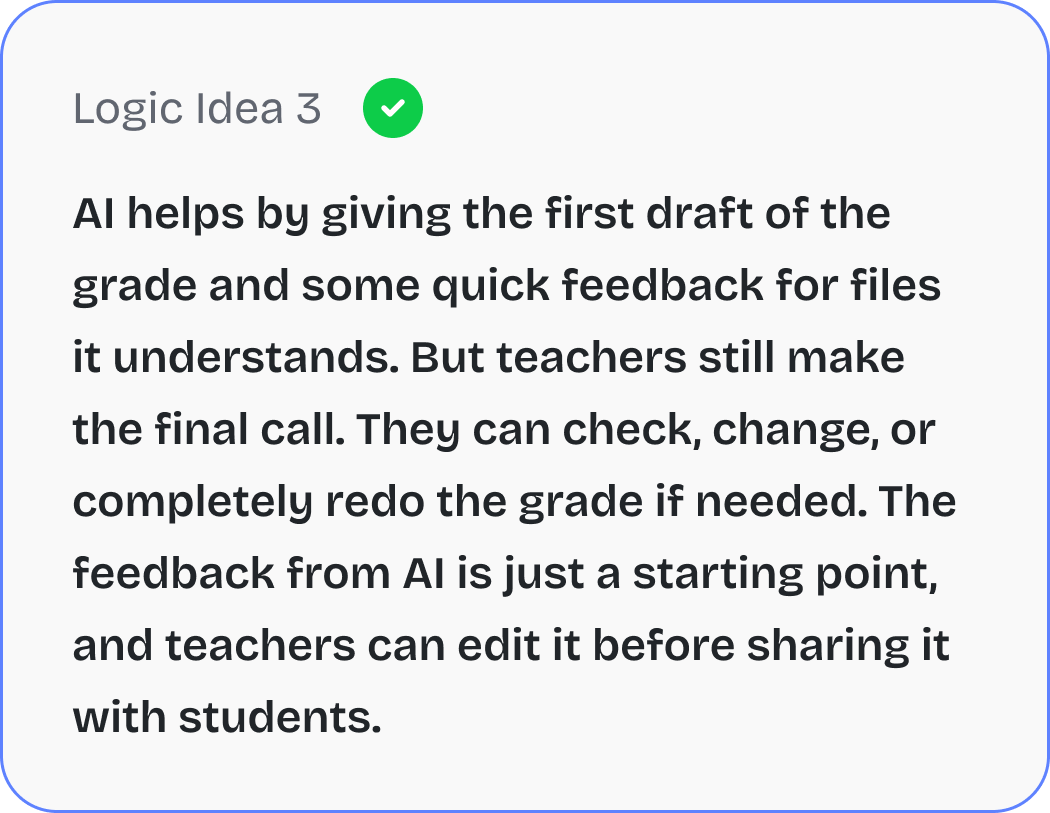 Logic Idea 3
AI helps by giving the first draft of the
grade and some quick feedback for files
it understands. But teachers still make
the final call. They can check, change, or
completely redo the grade if needed. The
feedback from AI is just a starting point,
and teachers can edit it before sharing it
with students.